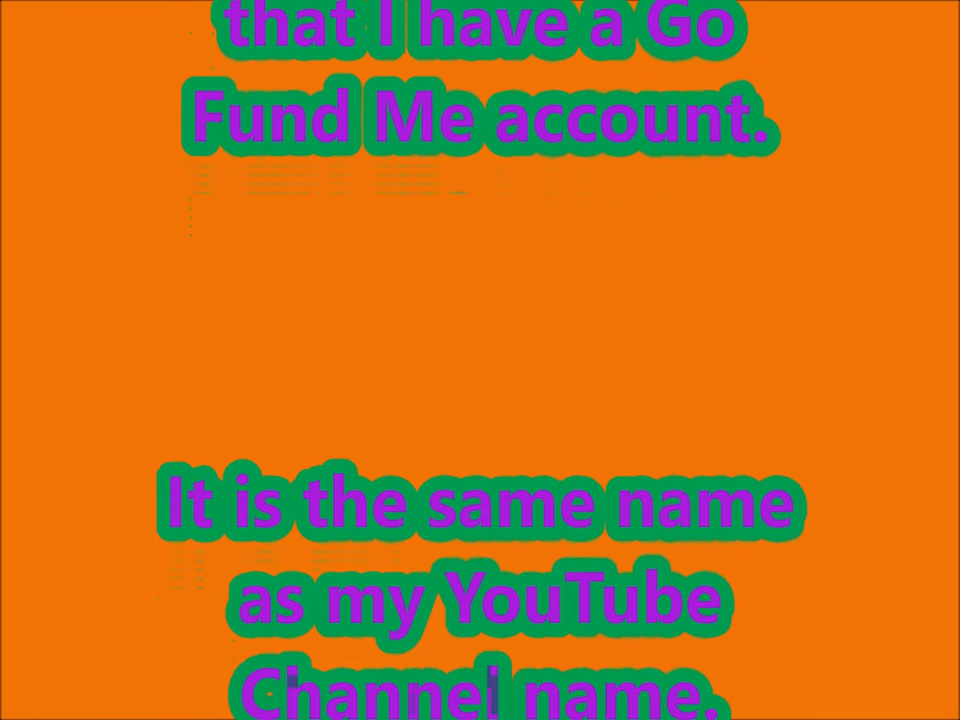 that I have a Go
Fund Me account.
It is the same name
as my YouTube
Channel name.